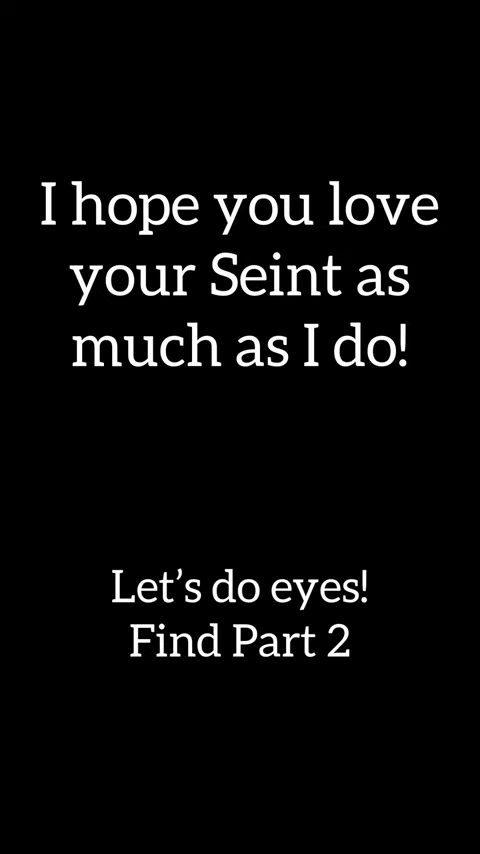 I hope you love
your Seint as
much as I do!
Let’s do eyes!
Find Part 2